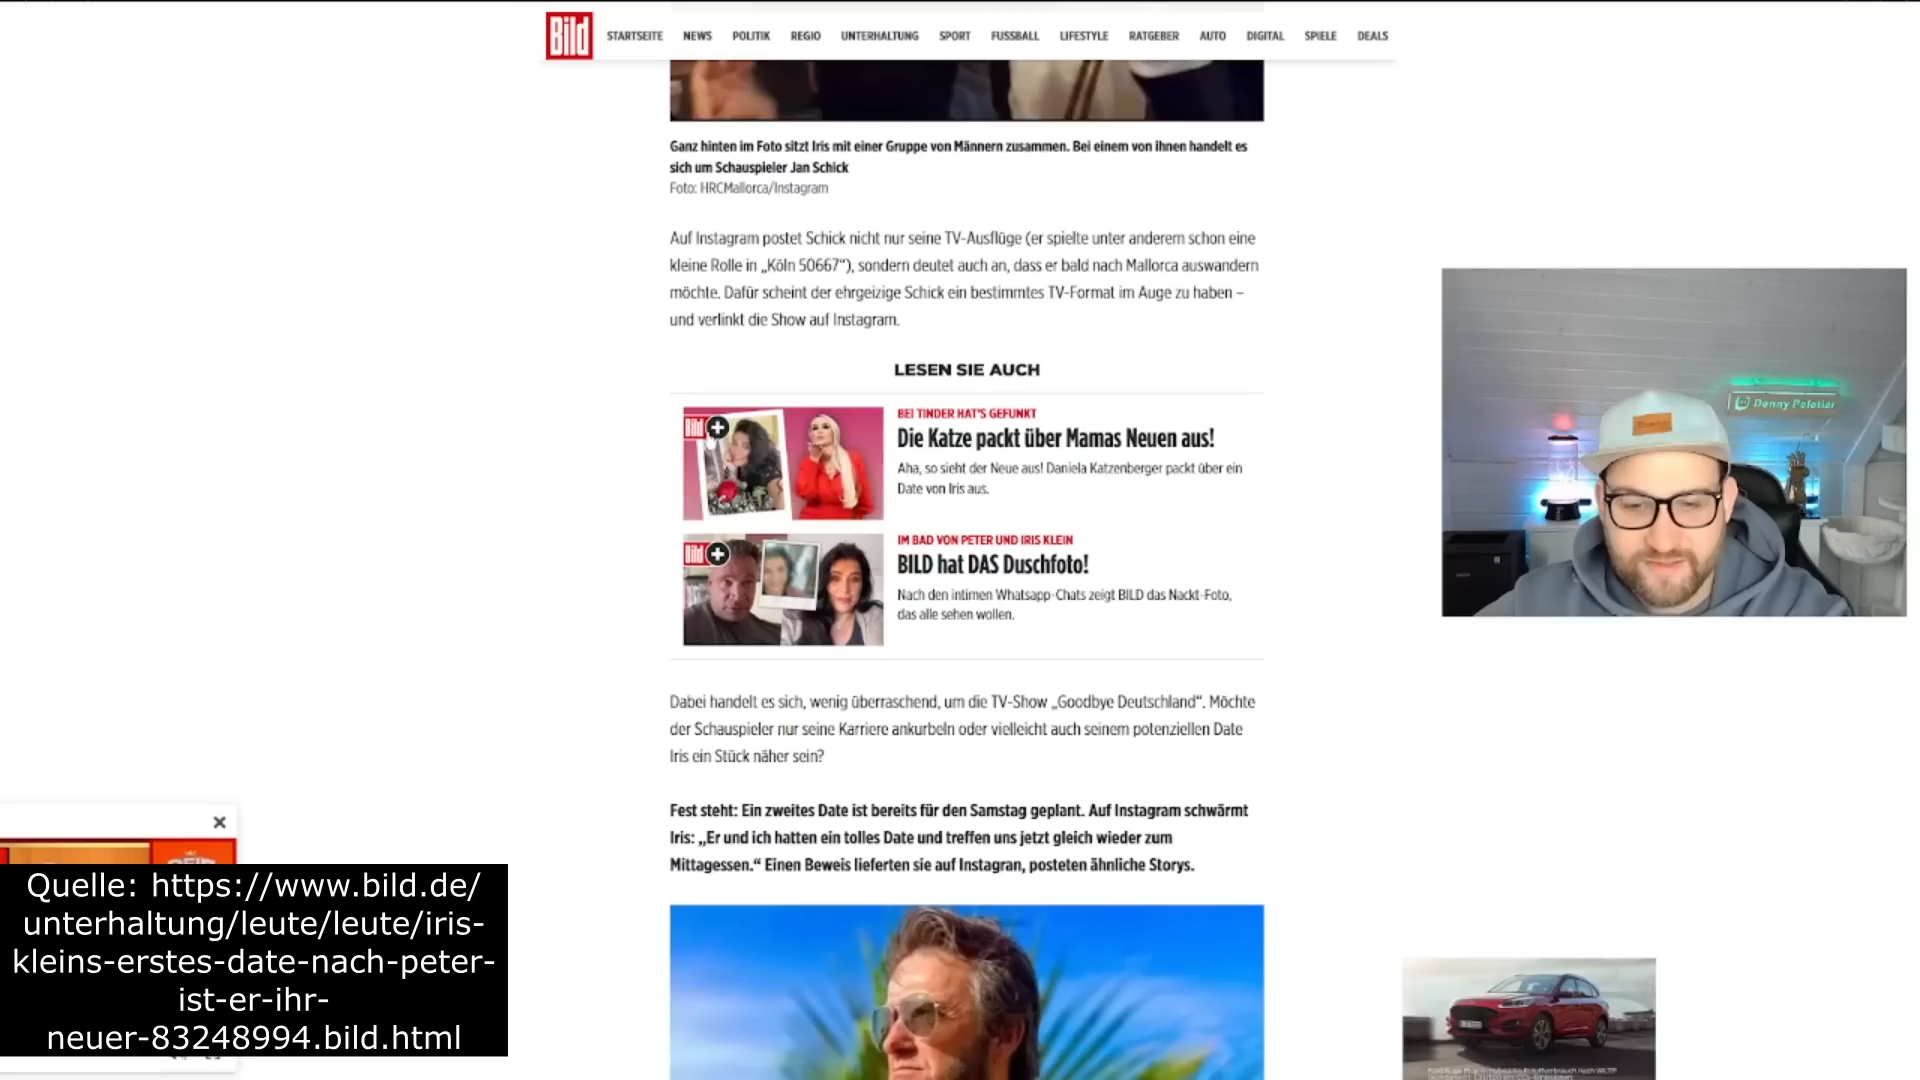 Bild
STARTSEITE NEWS POLITIK REGIO UNTERHALTUNG SPORT FUSSBALL LIFESTYLE RATGEBER AUTO DIGITAL SPIELE DEALS
Ganz hinten im Foto sitzt Iris mit einer Gruppe von Männern zusammen. Bei einem von ihnen handelt es
sich um Schauspieler Jan Schick
Foto: HRCMallorca/Instagram
Auf Instagram postet Schick nicht nur seine TV-Ausflüge (er spielte unter anderem schon eine
kleine Rolle in „Köln 50667“), sondern deutet auch an, dass er bald nach Mallorca auswandern
möchte. Dafür scheint der ehrgeizige Schick ein bestimmtes TV-Format im Auge zu haben –
und verlinkt die Show auf Instagram.
LESEN SIE AUCH
Bild +
BEI TINDER HAT'S GEFUNKT
Die Katze packt über Mamas Neuen aus!
Aha, so sieht der Neue aus! Daniela Katzenberger packt über ein
Date von Iris aus.
Bild +
IM BAD VON PETER UND IRIS KLEIN
BILD hat DAS Duschfoto!
Nach den intimen Whatsapp-Chats zeigt BILD das Nackt-Foto,
das alle sehen wollen.
Dabei handelt es sich, wenig überraschend, um die TV-Show „Goodbye Deutschland“. Möchte
der Schauspieler nur seine Karriere ankurbeln oder vielleicht auch seinem potenziellen Date
Iris ein Stück näher sein?
Fest steht: Ein zweites Date ist bereits für den Samstag geplant. Auf Instagram schwärmt
Iris: „Er und ich hatten ein tolles Date und treffen uns jetzt gleich wieder zum
Mittagessen.“ Einen Beweis lieferten sie auf Instagran, posteten ähnliche Storys.
Quelle: https://www.bild.de/
unterhaltung/leute/leute/iris-
kleins-erstes-date-nach-peter-
ist-er-ihr-
neuer-83248994.bild.html